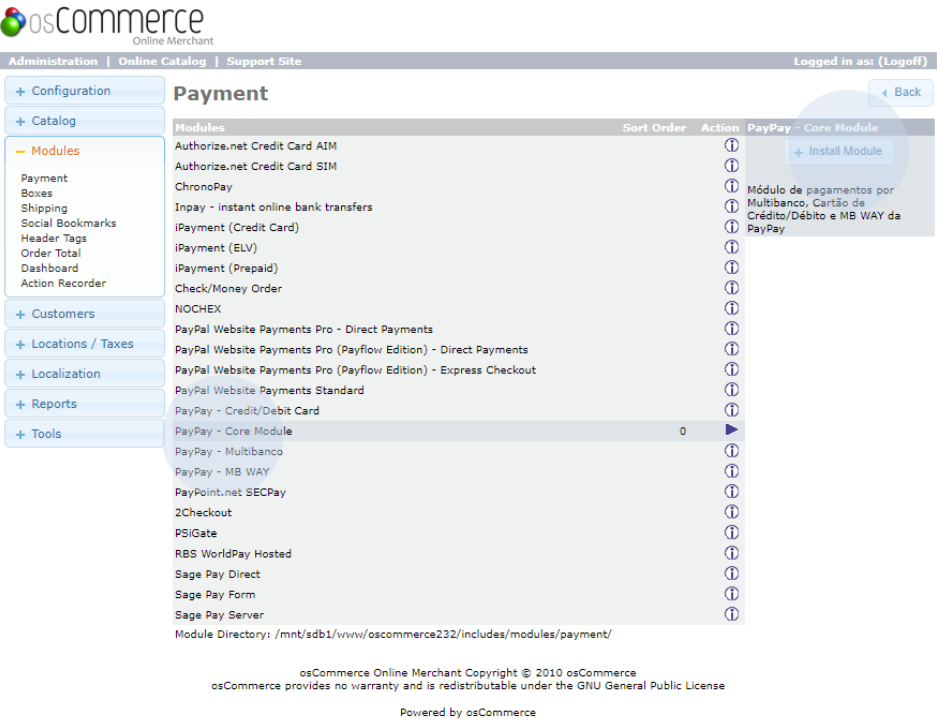 osCommerce
Online Merchant
Administration | Online Catalog | Support Site
Logged in as: (Logoff)
+ Configuration
+ Catalog
– Modules
Payment
Boxes
Shipping
Social Bookmarks
Header Tags
Order Total
Dashboard
Action Recorder
+ Customers
+ Locations / Taxes
+ Localization
+ Reports
+ Tools
Payment
Back
Modules Sort Order Action
Authorize.net Credit Card AIM
Authorize.net Credit Card SIM
ChronoPay
Inpay - instant online bank transfers
iPayment (Credit Card)
iPayment (ELV)
iPayment (Prepaid)
Check/Money Order
NOCHEX
PayPal Website Payments Pro - Direct Payments
PayPal Website Payments Pro (Payflow Edition) - Direct Payments
PayPal Website Payments Pro (Payflow Edition) - Express Checkout
PayPal Website Payments Standard
PayPay - Credit/Debit Card
PayPay - Core Module 0
PayPay - Multibanco
PayPay - MB WAY
PayPoint.net SECPay
2Checkout
PSiGate
RBS WorldPay Hosted
Sage Pay Direct
Sage Pay Form
Sage Pay Server
Module Directory: /mnt/sdb1/www/oscommerce232/includes/modules/payment/
PayPay - Core Module
+ Install Module
Módulo de pagamentos por
Multibanco, Cartão de
Crédito/Débito e MB WAY da
PayPay
osCommerce Online Merchant Copyright © 2010 osCommerce
osCommerce provides no warranty and is redistributable under the GNU General Public License
Powered by osCommerce